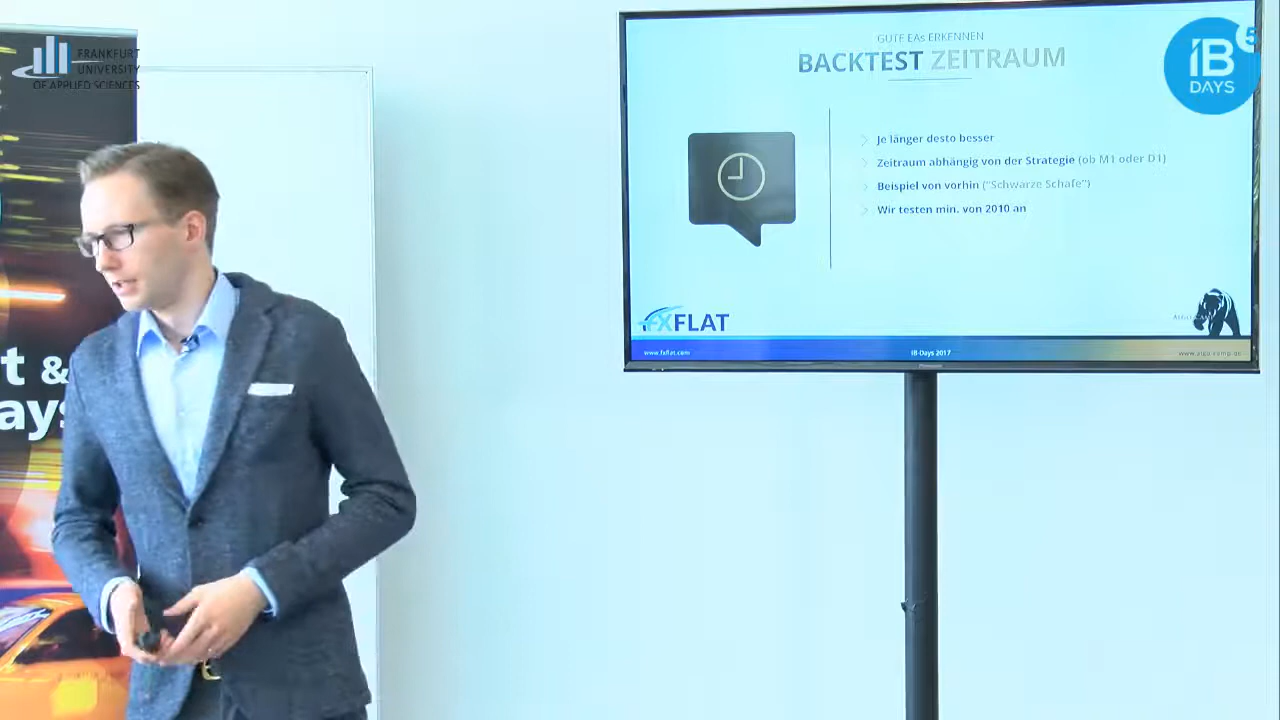 FRANKFURT
UNIVERSITY
OF APPLIED SCIENCES
t &
ays
GUTE EAs ERKENNEN
BACKTEST ZEITRAUM
Je länger desto besser
Zeitraum abhängig von der Strategie (ob M1 oder D1)
Beispiel von vorhin ("Schwarze Schafe")
Wir testen min. von 2010 an
FXFLAT
www.fxflat.com
IB-Days 2017
IB5
DAYS